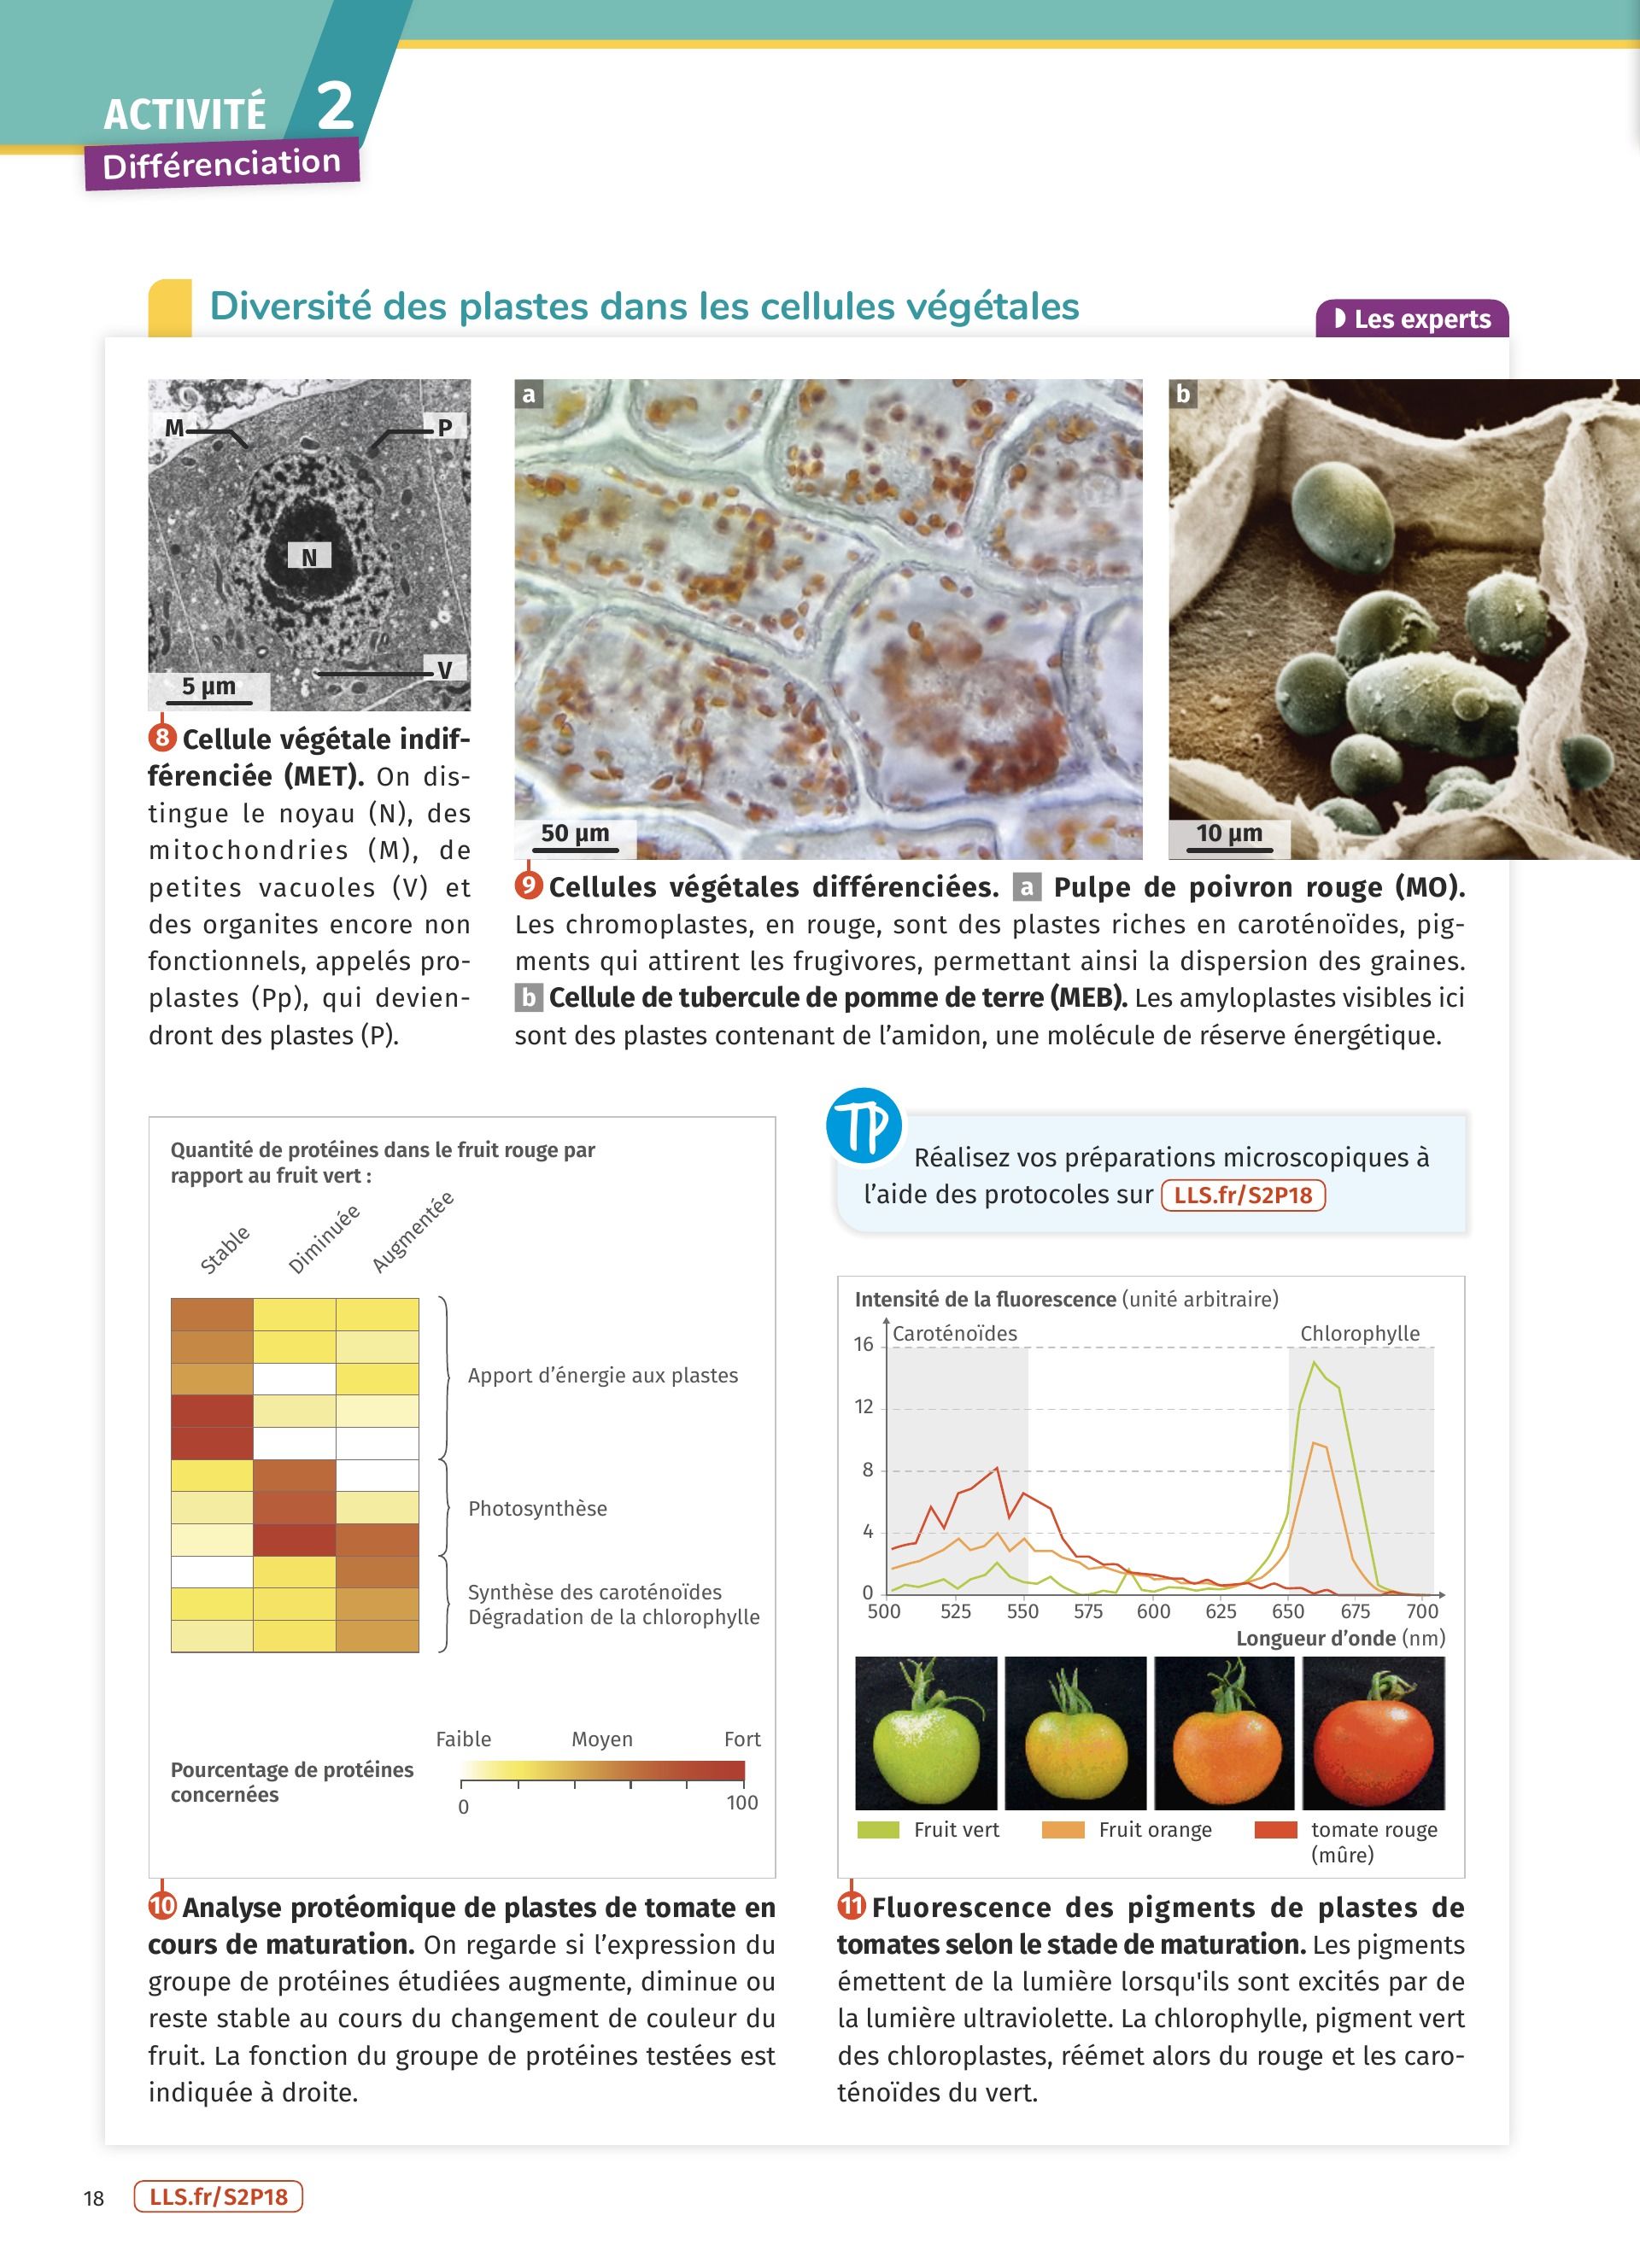 ACTIVITÉ 2
Différenciation
Diversité des plastes dans les cellules végétales
Les experts
M
P
N
V
5 µm
8 Cellule végétale indif-
férenciée (MET). On dis-
tingue le noyau (N), des
mitochondries (M), de
petites vacuoles (V) et
des organites encore non
fonctionnels, appelés pro-
plastes (Pp), qui devien-
dront des plastes (P).
a
50 µm
b
10 µm
9 Cellules végétales différenciées. a Pulpe de poivron rouge (MO).
Les chromoplastes, en rouge, sont des plastes riches en caroténoïdes, pig-
ments qui attirent les frugivores, permettant ainsi la dispersion des graines.
b Cellule de tubercule de pomme de terre (MEB). Les amyloplastes visibles ici
sont des plastes contenant de l’amidon, une molécule de réserve énergétique.
Quantité de protéines dans le fruit rouge par
rapport au fruit vert :
Stable
Diminuée
Augmentée
Apport d’énergie aux plastes
Photosynthèse
Synthèse des caroténoïdes
Dégradation de la chlorophylle
Faible Moyen Fort
Pourcentage de protéines
concernées
0 100
10 Analyse protéomique de plastes de tomate en
cours de maturation. On regarde si l’expression du
groupe de protéines étudiées augmente, diminue ou
reste stable au cours du changement de couleur du
fruit. La fonction du groupe de protéines testées est
indiquée à droite.
TP
Réalisez vos préparations microscopiques à
l’aide des protocoles sur LLS.fr/S2P18
Intensité de la fluorescence (unité arbitraire)
Caroténoïdes Chlorophylle
16
12
8
4
0
500 525 550 575 600 625 650 675 700
Longueur d’onde (nm)
Fruit vert Fruit orange tomate rouge
(mûre)
11 Fluorescence des pigments de plastes de
tomates selon le stade de maturation. Les pigments
émettent de la lumière lorsqu'ils sont excités par de
la lumière ultraviolette. La chlorophylle, pigment vert
des chloroplastes, réémet alors du rouge et les caro-
ténoïdes du vert.
18 LLS.fr/S2P18